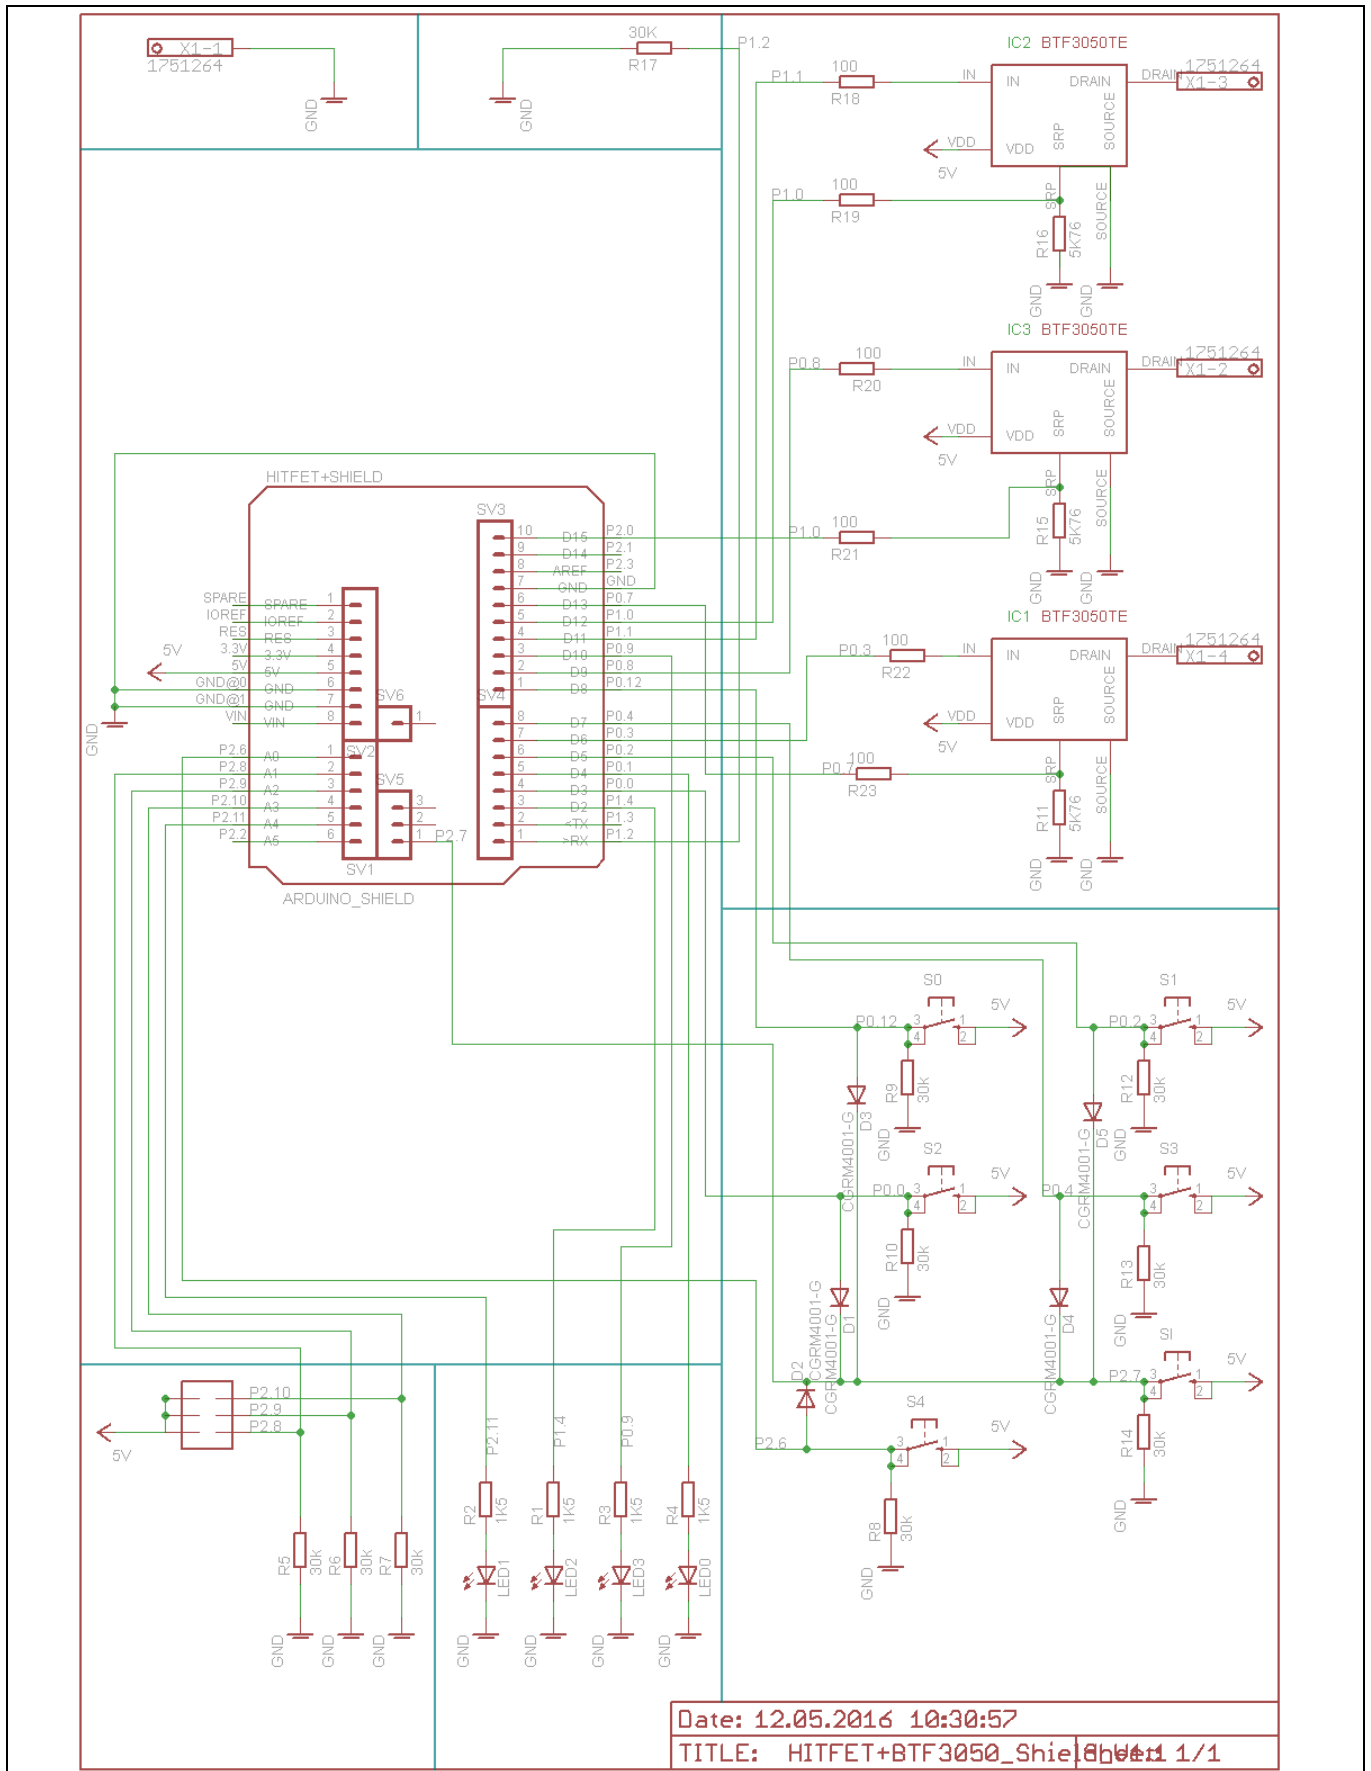 X1-1
1751264
GND
30K
R17
P1.2
GND
IC2 BTF3050TE
P1.1
100
R18
IN
IN
DRAIN
DRAIN
1751264
X1-3
VDD
VDD
5V
SRP
SOURCE
P1.0
100
R19
SRP
SOURCE
R16
5K76
GND
GND
IC3 BTF3050TE
P0.8
100
R20
IN
IN
DRAIN
DRAIN
1751264
X1-2
VDD
VDD
5V
SRP
SOURCE
P1.0
100
R21
SRP
SOURCE
R15
5K76
GND
GND
IC1 BTF3050TE
P0.3
100
R22
IN
IN
DRAIN
DRAIN
1751264
X1-4
VDD
VDD
5V
SRP
SOURCE
P0.7
100
R23
SRP
SOURCE
R11
5K76
GND
GND
HITFET+SHIELD
SV3
10 D15 P2.0
9 D14 P2.1
8 AREF P2.3
7 GND GND
6 D13 P0.7
5 D12 P1.0
4 D11 P1.1
3 D10 P0.9
2 D9 P0.8
1 D8 P0.12
SV4
8 D7 P0.4
7 D6 P0.3
6 D5 P0.2
5 D4 P0.1
4 D3 P0.0
3 D2 P1.4
2 <TX P1.3
1 >RX P1.2
SPARE SPARE 1
IOREF IOREF 2
RES RES 3
3.3V 3.3V 4
5V 5V 5
GND@0 GND 6
GND@1 GND 7
VIN VIN 8
5V
GND
SV6
1
SV2
P2.6 A0 1
P2.8 A1 2
P2.9 A2 3
P2.10 A3 4
P2.11 A4 5
P2.2 A5 6
SV5
3
2
1 P2.7
SV1
ARDUINO_SHIELD
S0
P0.12
3 1
4 2
5V
R9
30k
GND
D3
CGRM4001-G
S1
P0.2
3 1
4 2
5V
R12
30k
GND
D5
CGRM4001-G
S2
P0.0
3 1
4 2
5V
R10
30k
GND
D1
CGRM4001-G
S3
P0.4
3 1
4 2
5V
R13
30k
GND
D4
CGRM4001-G
D2
CGRM4001-G
SI
P2.7
3 1
4 2
5V
R14
30k
GND
S4
P2.6
3 1
4 2
5V
R8
30k
GND
P2.10
P2.9
P2.8
5V
R5
30k
R6
30k
R7
30k
GND
GND
GND
P2.11
P1.4
P0.9
R2
1K5
R1
1K5
R3
1K5
R4
1K5
LED1
LED2
LED3
LED0
GND
GND
GND
GND
Date: 12.05.2016 10:30:57
TITLE: HITFET+BTF3050_Shield 1/1